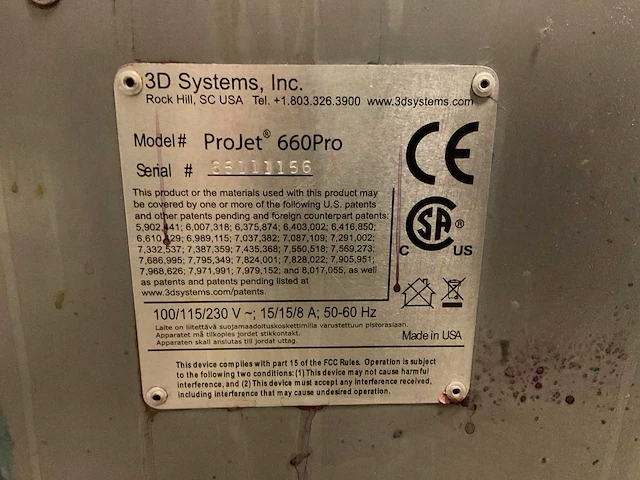 3D Systems, Inc.
Rock Hill, SC USA Tel. +1.803.326.3900 www.3dsystems.com
Model# ProJet® 660Pro
Serial #
This product or the materials used with this product may
be covered by one or more of the following U.S. patents
and other patents pending and foreign counterpart patents:
6,007,318; 6,375,874; 6,403,002; 6,416,850;
6,989,115; 7,037,382; 7,087,109; 7,291,002;
7,332,537; 7,387,359; 7,435,368; 7,550,518; 7,569,273;
7,686,995; 7,795,349; 7,824,001; 7,828,022; 7,905,951;
7,968,626; 7,971,991; 7,979,152; and 8,017,055, as well
as patents and patents pending listed at
www.3dsystems.com/patents.
CE
CSA®
C US
100/115/230 V ~; 15/15/8 A; 50-60 Hz
Laite on liitettävä suojamaadoituskoskettimilla varustettuun pistorasiaan.
Apparatet må tilkoples jordet stikkontakt.
Apparaten skall anslutas till jordat uttag.
Made in USA
This device complies with part 15 of the FCC Rules. Operation is subject
to the following two conditions: (1) This device may not cause harmful
interference, and (2) This device must accept any interference received,
including interference that may cause undesired operation.